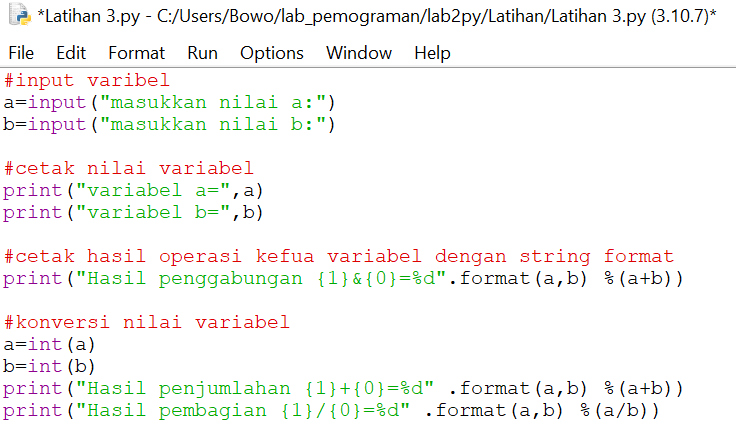 *Latihan 3.py - C:/Users/Bowo/lab_pemograman/lab2py/Latihan/Latihan 3.py (3.10.7)*
File Edit Format Run Options Window Help
#input varibel
a=input("masukkan nilai a:")
b=input("masukkan nilai b:")
#cetak nilai variabel
print("variabel a=",a)
print("variabel b=",b)
#cetak hasil operasi kefua variabel dengan string format
print("Hasil penggabungan {1}&{0}=%d".format(a,b) %(a+b))
#konversi nilai variabel
a=int(a)
b=int(b)
print("Hasil penjumlahan {1}+{0}=%d" .format(a,b) %(a+b))
print("Hasil pembagian {1}/{0}=%d" .format(a,b) %(a/b))